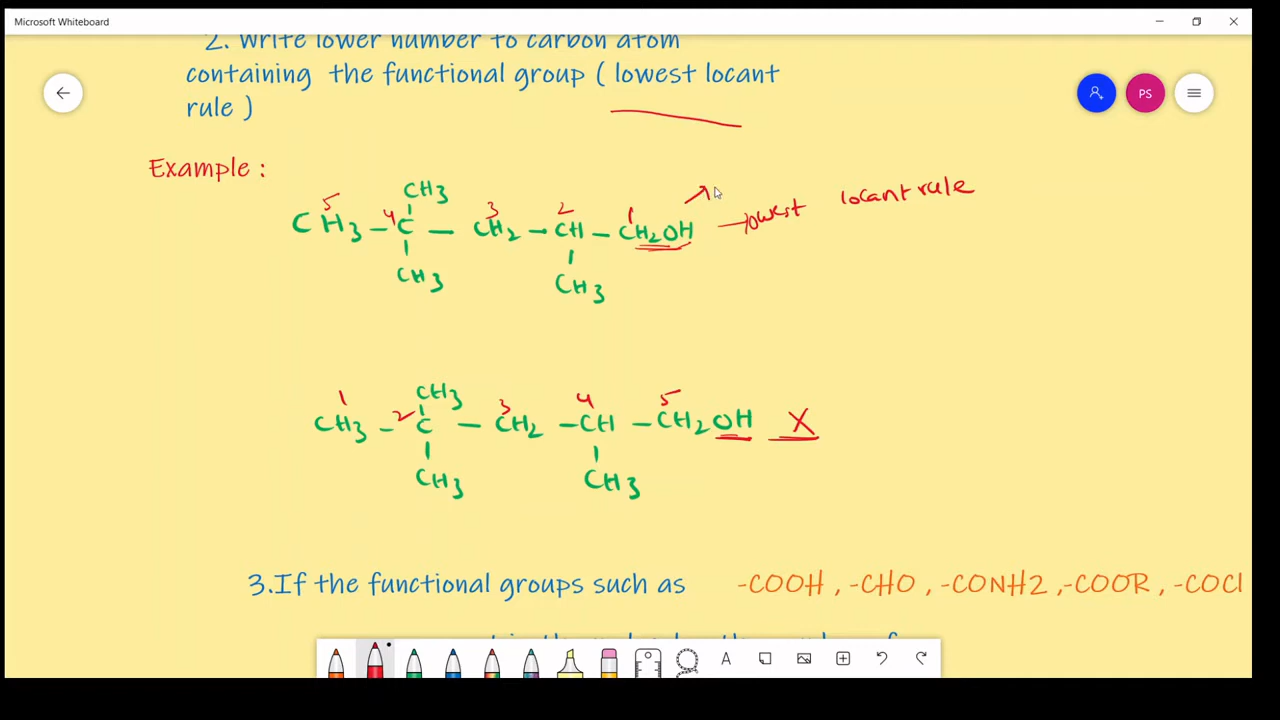 Microsoft Whiteboard
2. Write lower number to carbon atom
containing the functional group ( lowest locant
rule )
PS
Example :
CH3
5 4 3 2 1
CH3 - C - CH2 - CH - CH2OH → lowest locant rule
CH3 CH3
CH3
1 2 3 4 5
CH3 - C - CH2 - CH - CH2OH X
CH3 CH3
3.If the functional groups such as -COOH , -CHO , -CONH2 ,-COOR , -COCl
A